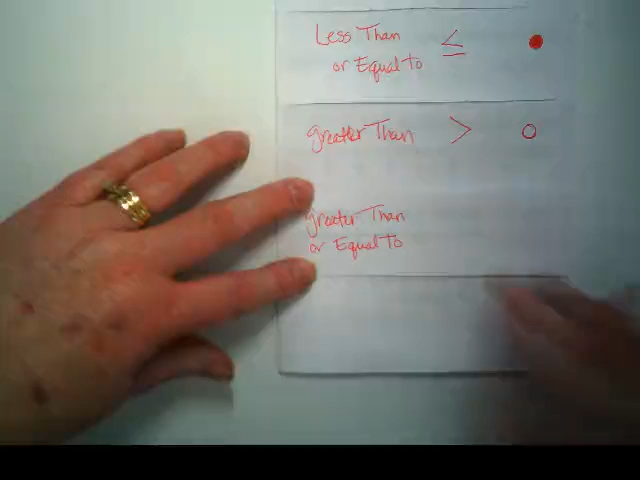 Less Than ≤
or Equal to
greater Than >
greater Than
or Equal to